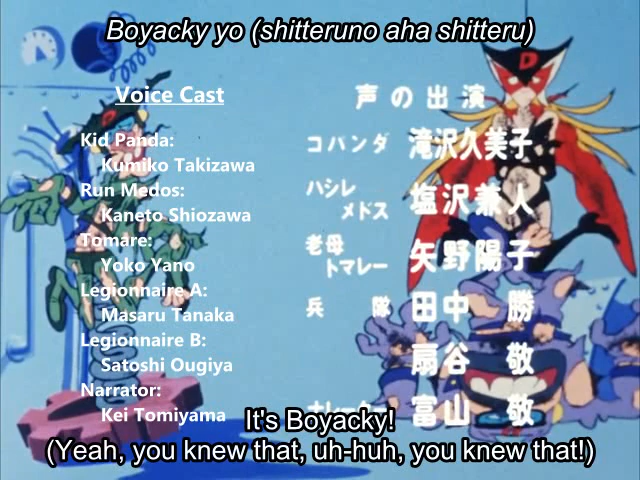 Boyacky yo (shitteruno aha shitteru)
Voice Cast
声の出演
Kid Panda:
Kumiko Takizawa
コパンダ 滝沢久美子
Run Medos:
Kaneto Shiozawa
ハシレ
メドス 塩沢兼人
Tomare:
Yoko Yano
老母
トマレー 矢野陽子
Legionnaire A:
Masaru Tanaka
兵 隊 田中 勝
Legionnaire B:
Satoshi Ougiya
扇谷 敬
Narrator:
Kei Tomiyama
富山 敬
It's Boyacky!
(Yeah, you knew that, uh-huh, you knew that!)
D